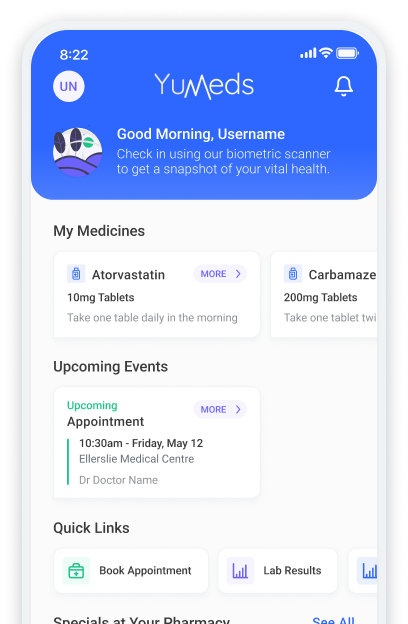 8:22
UN
YuMeds
Good Morning, Username
Check in using our biometric scanner
to get a snapshot of your vital health.
My Medicines
Atorvastatin
MORE
10mg Tablets
Take one table daily in the morning
Carbamaze
200mg Tablets
Take one tablet twi
Upcoming Events
Upcoming
MORE
Appointment
10:30am - Friday, May 12
Ellerslie Medical Centre
Dr Doctor Name
Quick Links
Book Appointment
Lab Results
Specials at Your Pharmacy
See All